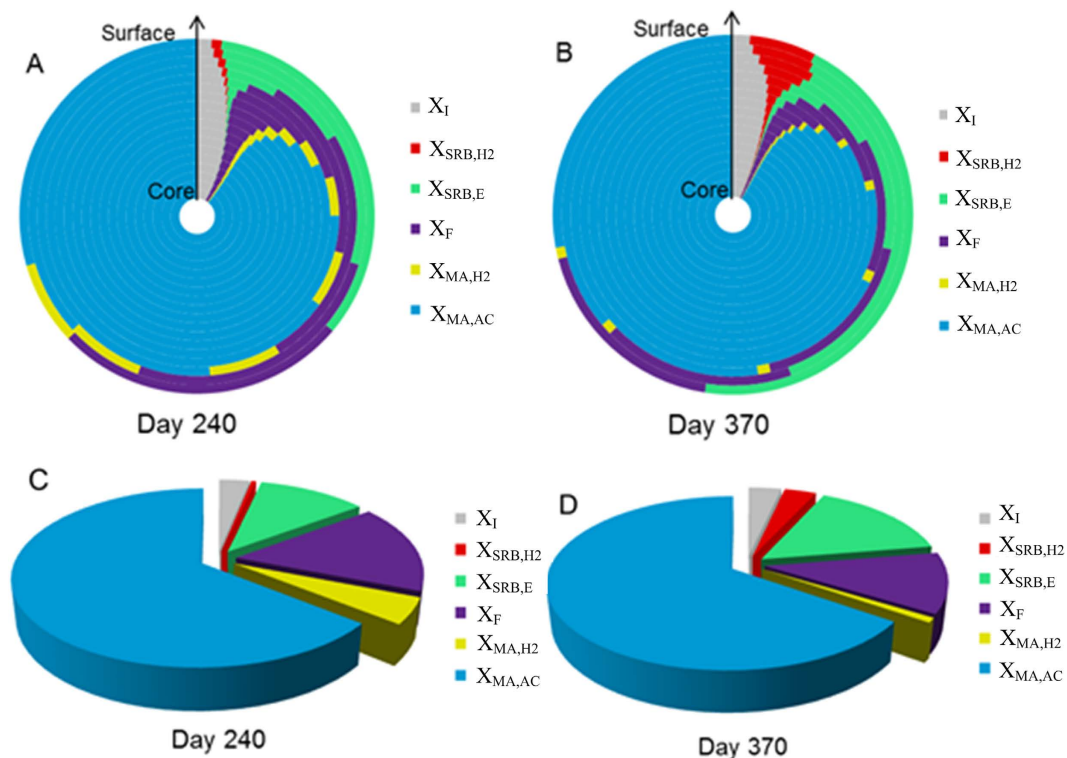 Surface
A
Core
X_I
X_SRB,H2
X_SRB,E
X_F
X_MA,H2
X_MA,AC
Day 240
Surface
B
Core
X_I
X_SRB,H2
X_SRB,E
X_F
X_MA,H2
X_MA,AC
Day 370
C
X_I
X_SRB,H2
X_SRB,E
X_F
X_MA,H2
X_MA,AC
Day 240
D
X_I
X_SRB,H2
X_SRB,E
X_F
X_MA,H2
X_MA,AC
Day 370